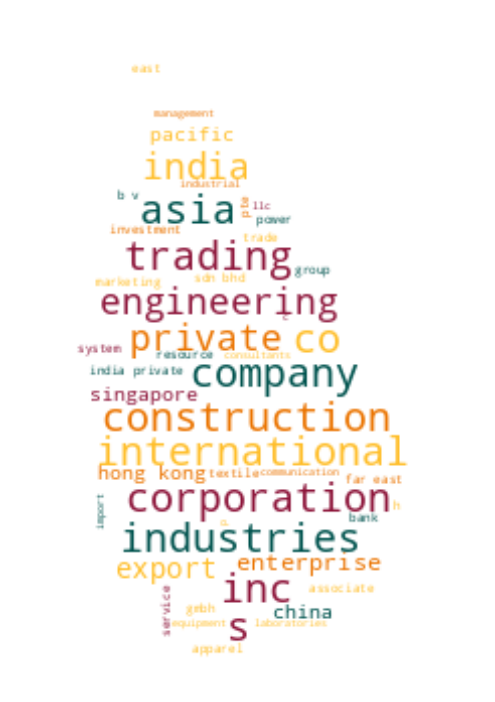 east
management
pacific
india
industrial
b v
asia
pte
llc
power
investment
trade
trading
group
marketing
sdn bhd
engineering
private co
system
resource
consultants
india private
company
singapore
construction
international
hong kong
textile
communication
far east
corporation
h
import
bank
industries
export
enterprise
inc
associate
service
gmbh
china
equipment
s
laboratories
apparel